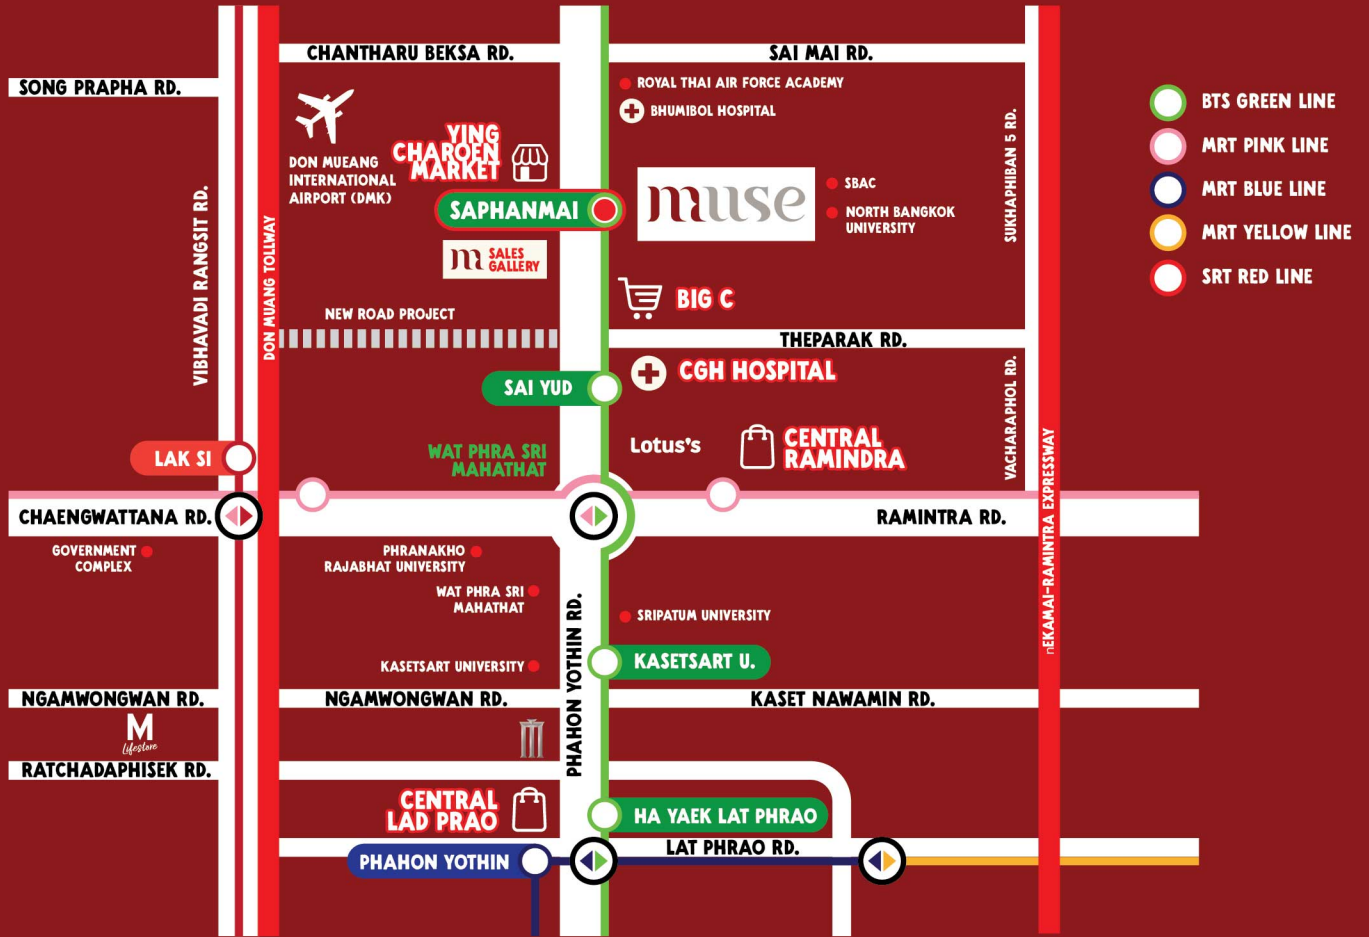 CHANTHARU BEKSA RD.
SAI MAI RD.
SONG PRAPHA RD.
ROYAL THAI AIR FORCE ACADEMY
BHUMIBOL HOSPITAL
DON MUEANG
INTERNATIONAL
AIRPORT (DMK)
YING
CHAROEN
MARKET
SAPHANMAI
muse
SBAC
NORTH BANGKOK
UNIVERSITY
SUKHAPHIBAN 5 RD.
BTS GREEN LINE
MRT PINK LINE
MRT BLUE LINE
MRT YELLOW LINE
SRT RED LINE
VIBHAVADI RANGSIT RD.
DON MUANG TOLLWAY
m SALES
GALLERY
BIG C
NEW ROAD PROJECT
THEPARAK RD.
SAI YUD
CGH HOSPITAL
VACHARAPHOL RD.
LAK SI
WAT PHRA SRI
MAHATHAT
Lotus's
CENTRAL
RAMINDRA
CHAENGWATTANA RD.
RAMINTRA RD.
GOVERNMENT
COMPLEX
PHRANAKHO
RAJABHAT UNIVERSITY
WAT PHRA SRI
MAHATHAT
PHAHON YOTHIN RD.
SRIPATUM UNIVERSITY
nEKAMAI-RAMINTRA EXPRESSWAY
KASETSART UNIVERSITY
KASETSART U.
NGAMWONGWAN RD.
NGAMWONGWAN RD.
KASET NAWAMIN RD.
M
Lifestore
RATCHADAPHISEK RD.
CENTRAL
LAD PRAO
HA YAEK LAT PHRAO
LAT PHRAO RD.
PHAHON YOTHIN